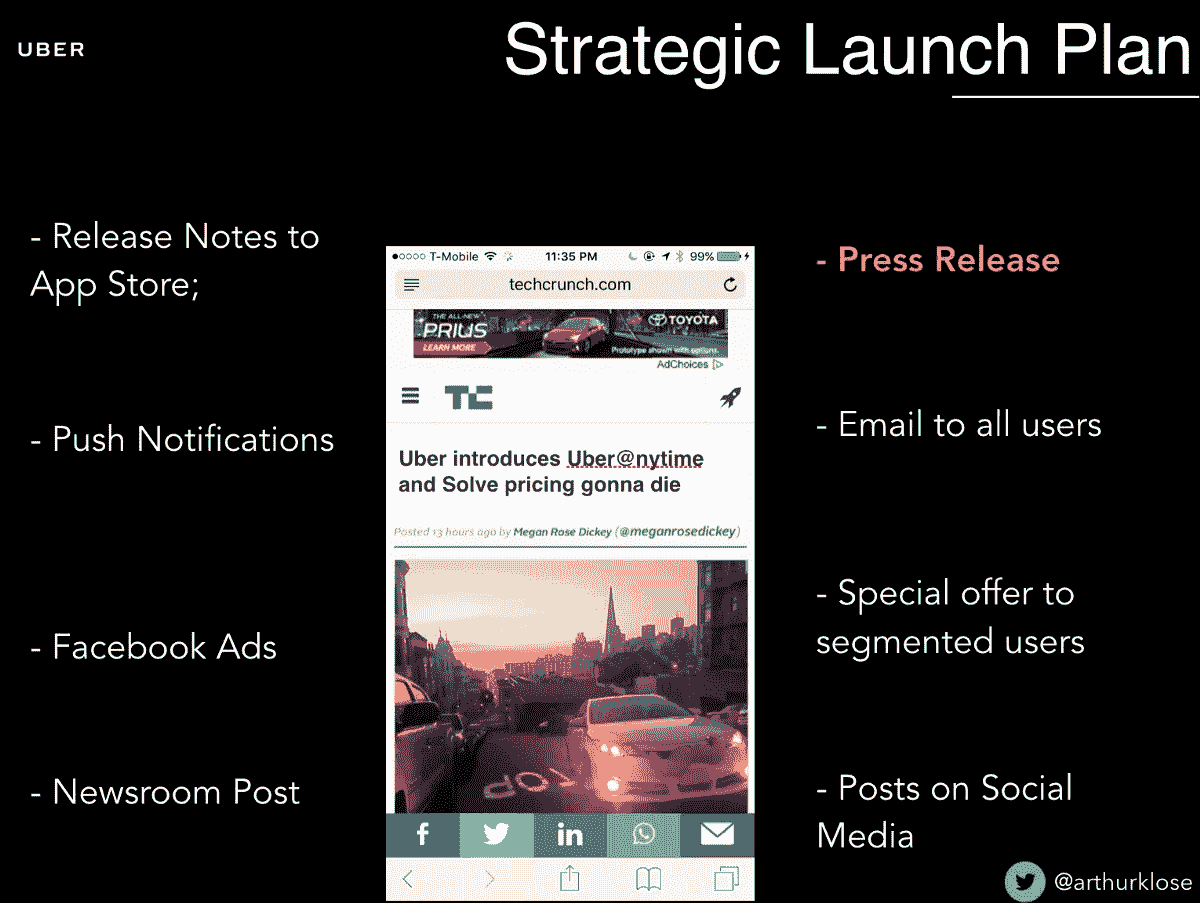 UBER
Strategic Launch Plan
- Release Notes to
App Store;
- Push Notifications
- Facebook Ads
- Newsroom Post
T-Mobile
11:35 PM
99%
techcrunch.com
THE ALL-NEW
PRIUS
LEARN MORE
TOYOTA
Prototype shown with options.
AdChoices
TC
Uber introduces Uber@nytime
and Solve pricing gonna die
Posted 13 hours ago by Megan Rose Dickey (@meganrosedickey)
- Press Release
- Email to all users
- Special offer to
segmented users
- Posts on Social
Media
@arthurklose